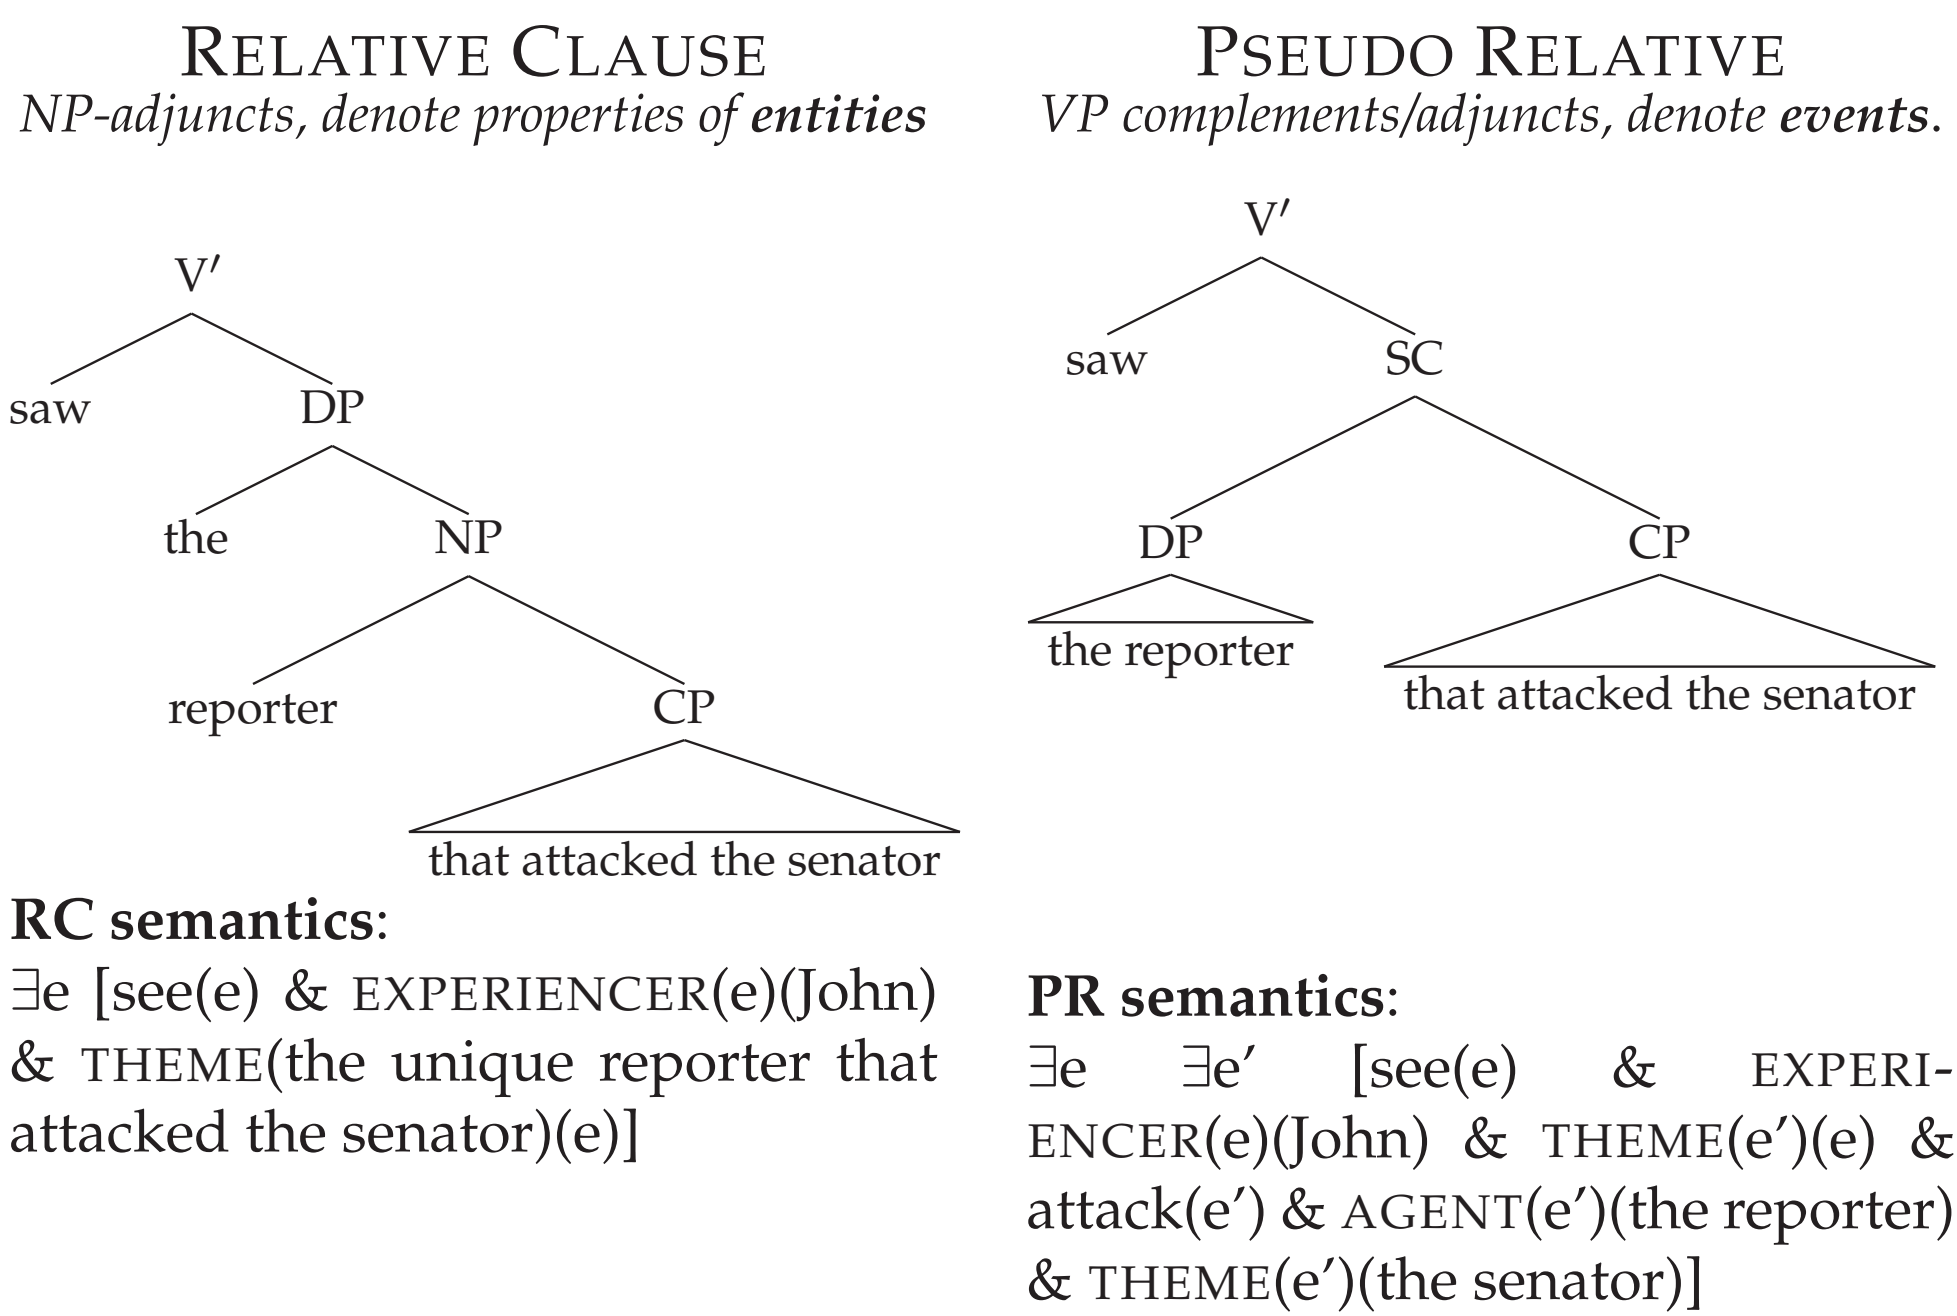 RELATIVE CLAUSE
NP-adjuncts, denote properties of entities
V′
saw
DP
the
NP
reporter
CP
that attacked the senator
RC semantics:
∃e [see(e) & EXPERIENCER(e)(John)
& THEME(the unique reporter that
attacked the senator)(e)]
PSEUDO RELATIVE
VP complements/adjuncts, denote events.
V′
saw
SC
DP
CP
the reporter
that attacked the senator
PR semantics:
∃e ∃e’ [see(e) & EXPERI-
ENCER(e)(John) & THEME(e’)(e) &
attack(e’) & AGENT(e’)(the reporter)
& THEME(e’)(the senator)]